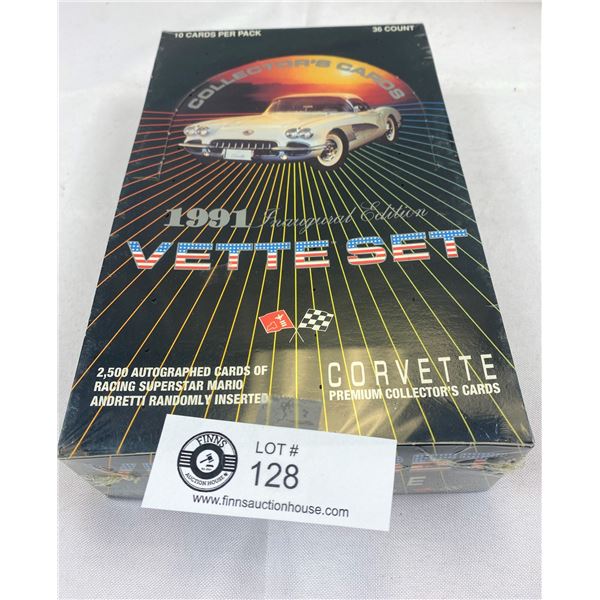 10 CARDS PER PACK
36 COUNT
COLLECTOR'S CARDS
1991 Inaugural Edition
VETTE SET
2,500 AUTOGRAPHED CARDS OF
RACING SUPERSTAR MARIO
ANDRETTI RANDOMLY INSERTED
CORVETTE
PREMIUM COLLECTOR'S CARDS
FINNS
AUCTION HOUSE
LOT #
128
www.finnsauctionhouse.com